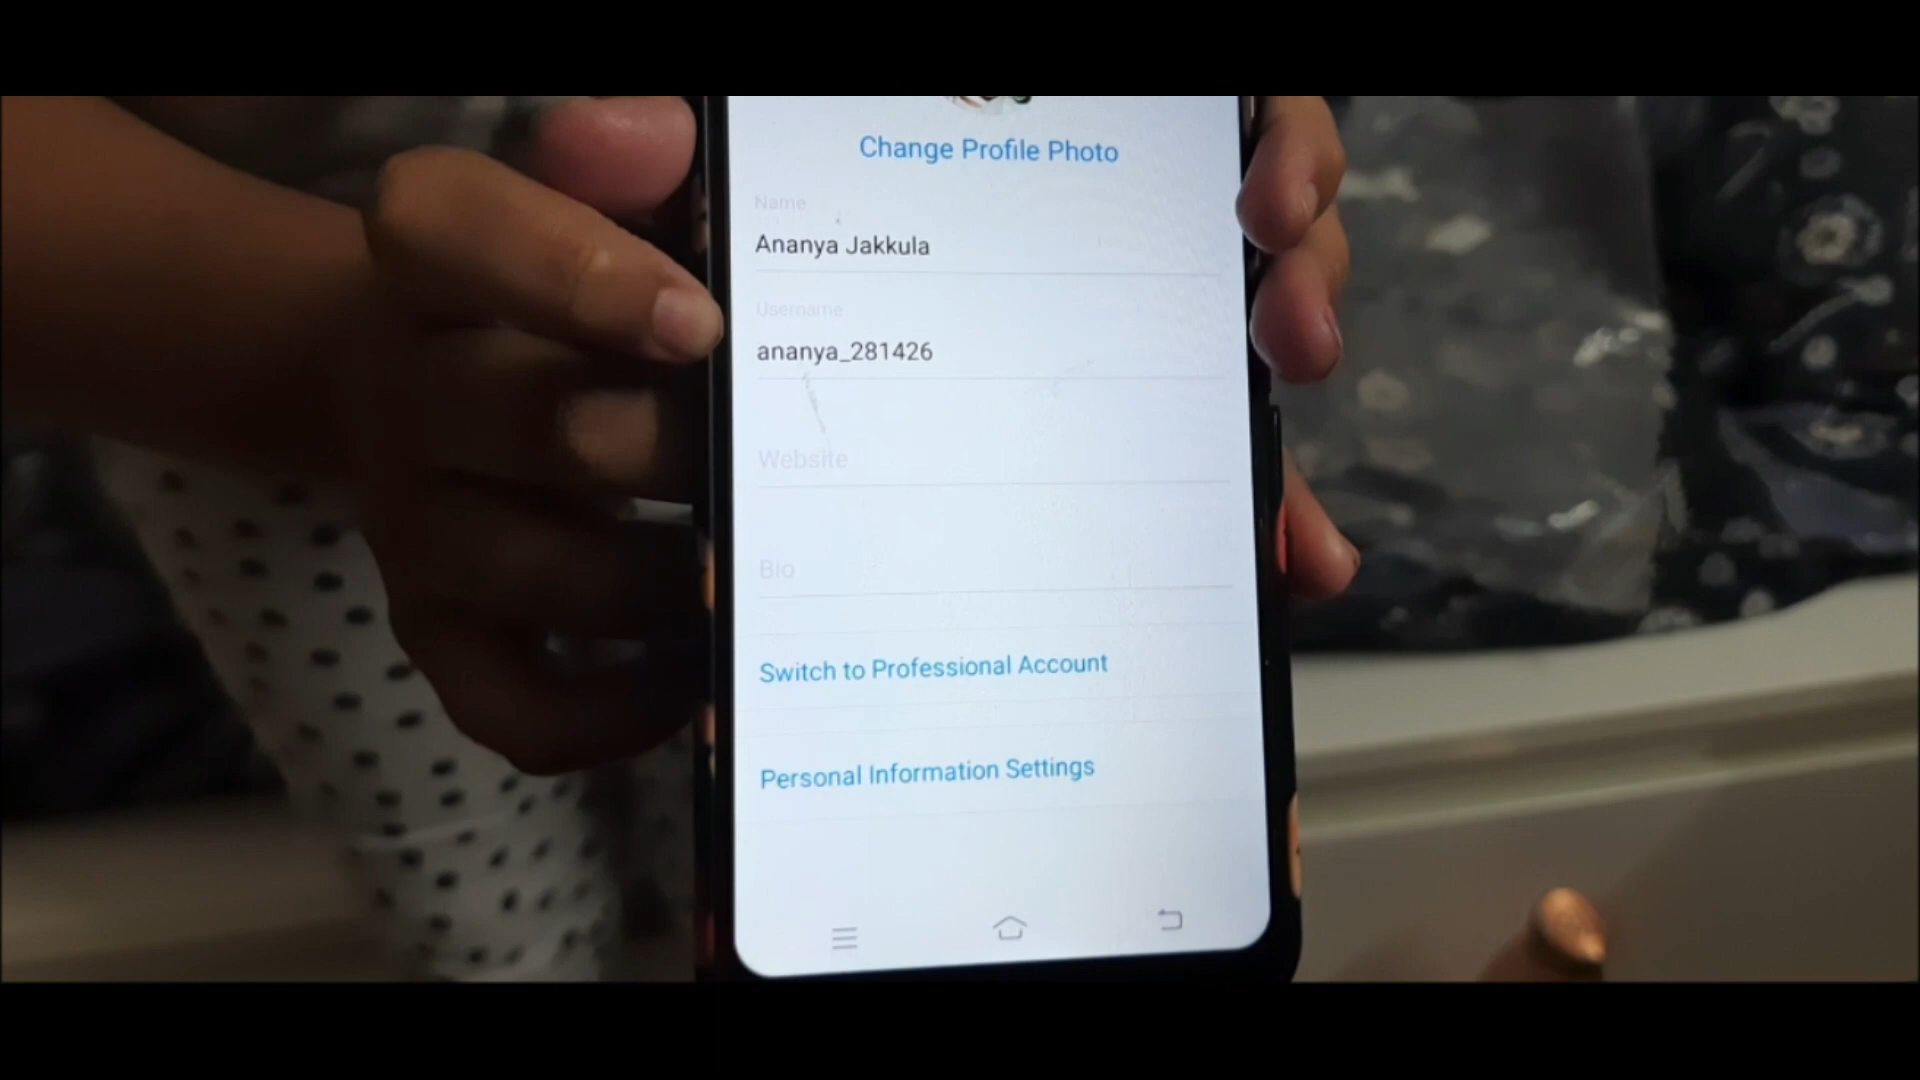 Change Profile Photo
Name
Ananya Jakkula
Username
ananya_281426
Website
Bio
Switch to Professional Account
Personal Information Settings